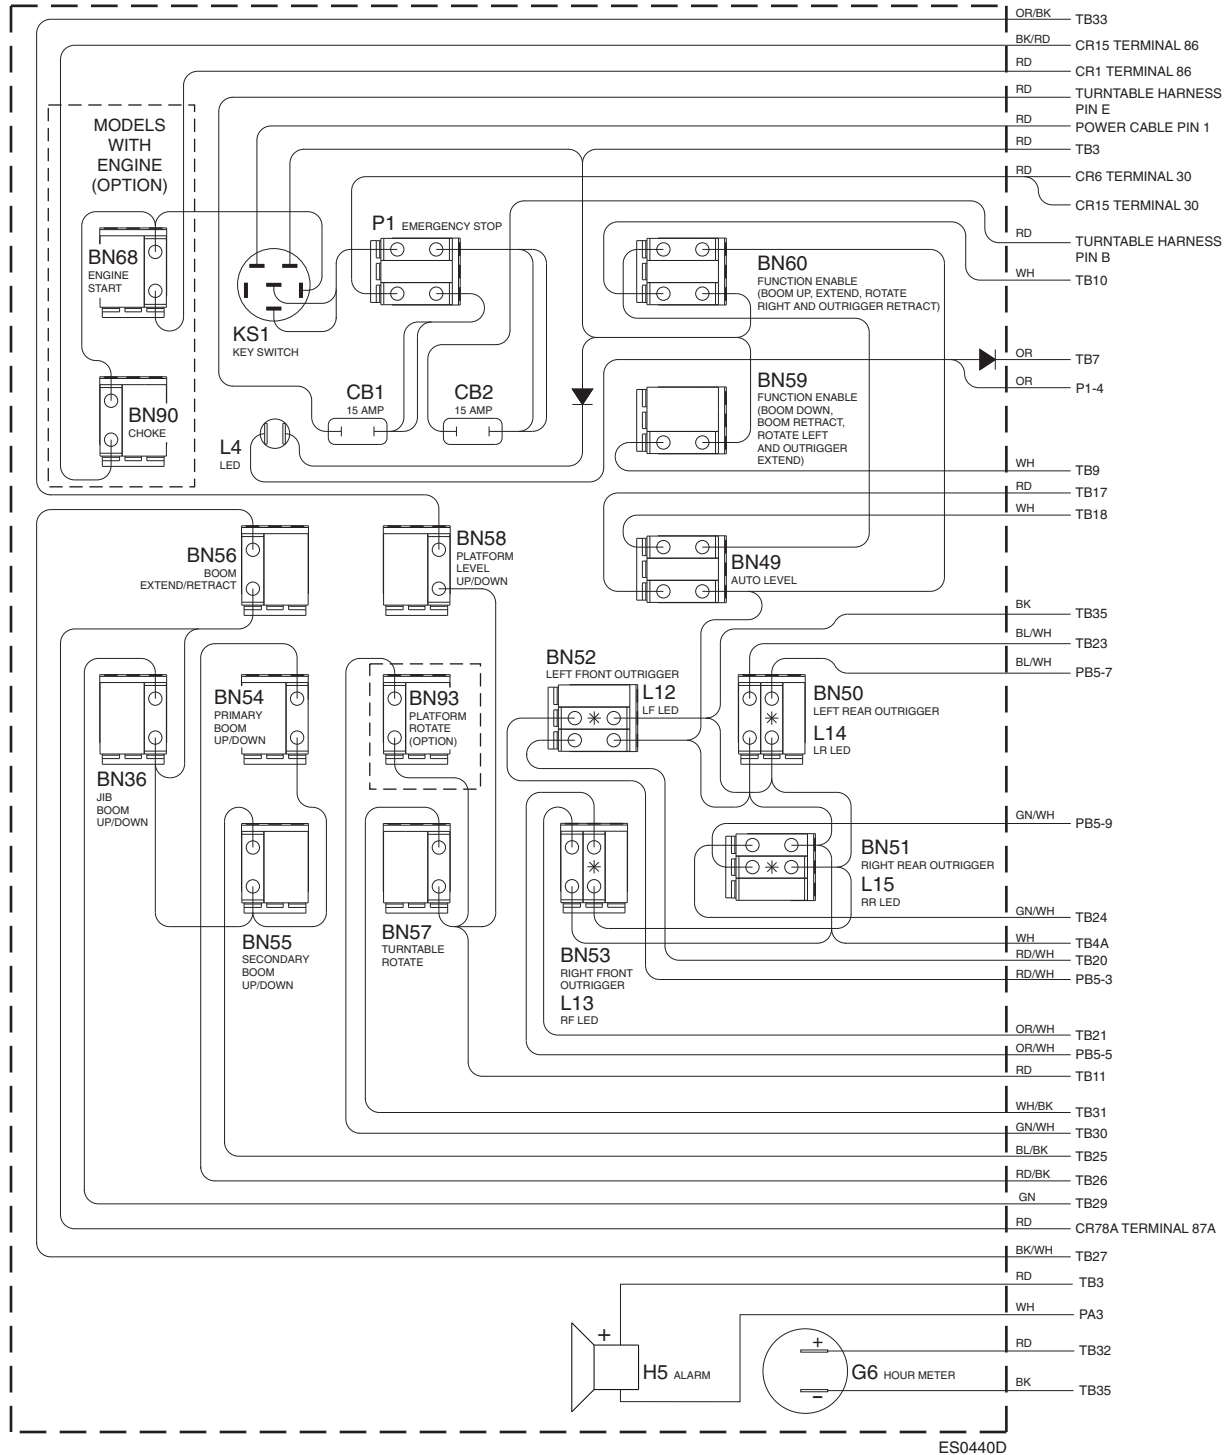 OR/BK TB33
BK/RD CR15 TERMINAL 86
RD CR1 TERMINAL 86
RD TURNTABLE HARNESS
PIN E
RD POWER CABLE PIN 1
RD TB3
RD CR6 TERMINAL 30
CR15 TERMINAL 30
RD TURNTABLE HARNESS
PIN B
WH TB10
MODELS
WITH
ENGINE
(OPTION)
BN68
ENGINE
START
BN90
CHOKE
KS1
KEY SWITCH
P1 EMERGENCY STOP
CB1
15 AMP
CB2
15 AMP
L4
LED
BN60
FUNCTION ENABLE
(BOOM UP, EXTEND, ROTATE
RIGHT AND OUTRIGGER RETRACT)
OR TB7
OR P1-4
BN59
FUNCTION ENABLE
(BOOM DOWN,
BOOM RETRACT,
ROTATE LEFT
AND OUTRIGGER
EXTEND)
WH TB9
RD TB17
WH TB18
BN56
BOOM
EXTEND/RETRACT
BN58
PLATFORM
LEVEL
UP/DOWN
BN49
AUTO LEVEL
BK TB35
BL/WH TB23
BL/WH PB5-7
BN36
JIB
BOOM
UP/DOWN
BN54
PRIMARY
BOOM
UP/DOWN
BN93
PLATFORM
ROTATE
(OPTION)
BN52
LEFT FRONT OUTRIGGER
L12
LF LED
BN50
LEFT REAR OUTRIGGER
L14
LR LED
GN/WH PB5-9
BN55
SECONDARY
BOOM
UP/DOWN
BN57
TURNTABLE
ROTATE
BN53
RIGHT FRONT
OUTRIGGER
L13
RF LED
BN51
RIGHT REAR OUTRIGGER
L15
RR LED
GN/WH TB24
WH TB4A
RD/WH TB20
RD/WH PB5-3
OR/WH TB21
OR/WH PB5-5
RD TB11
WH/BK TB31
GN/WH TB30
BL/BK TB25
RD/BK TB26
GN TB29
RD CR78A TERMINAL 87A
BK/WH TB27
RD TB3
WH PA3
RD TB32
BK TB35
+
H5 ALARM
+
G6 HOUR METER
–
ES0440D